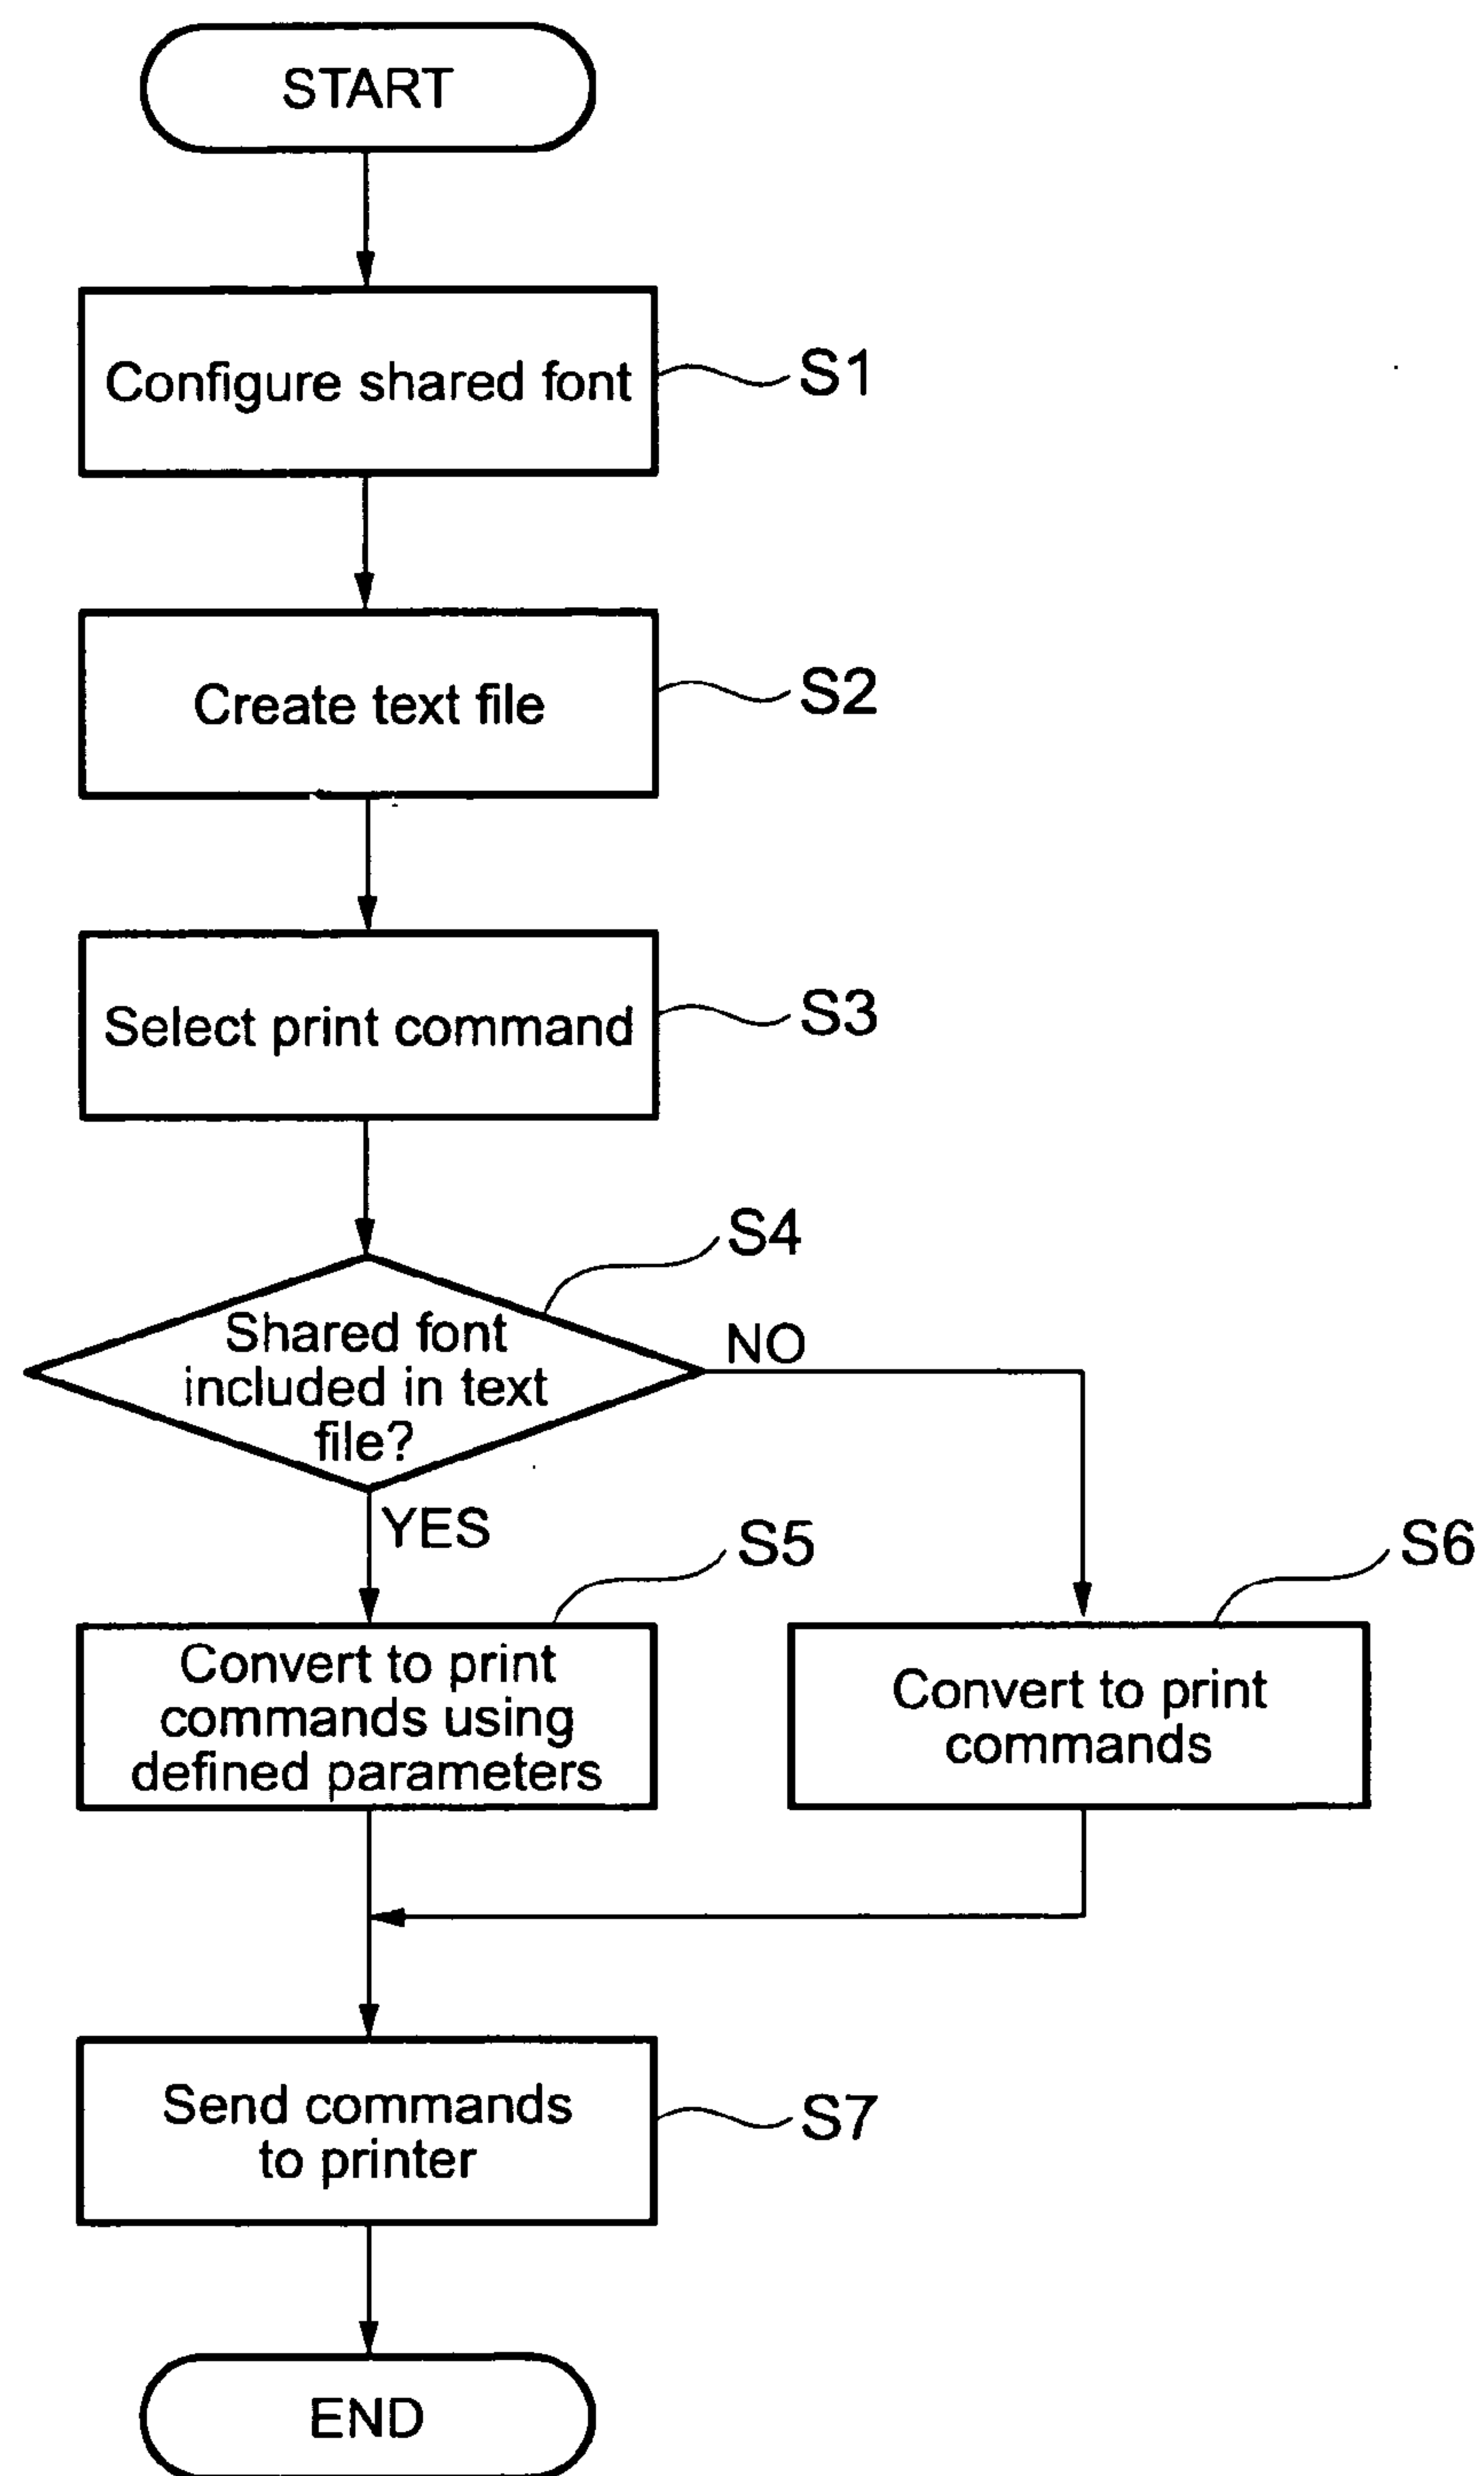 START
Configure shared font
S1
Create text file
S2
Select print command
S3
S4
Shared font
included in text
file?
NO
YES
S5
S6
Convert to print
commands using
defined parameters
Convert to print
commands
Send commands
to printer
S7
END